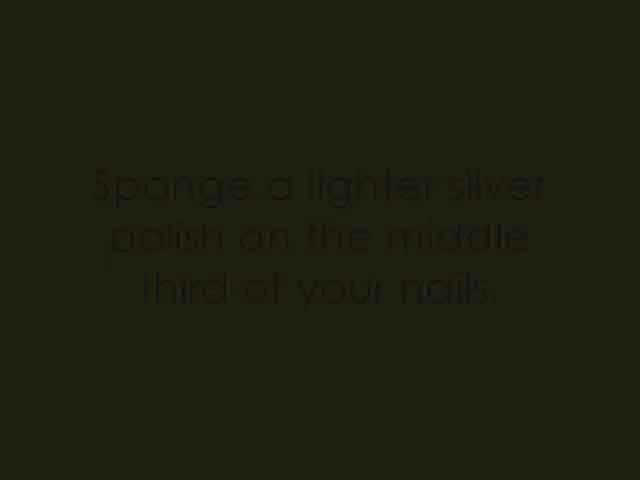 Sponge a lighter silver
polish on the middle
third of your nails.